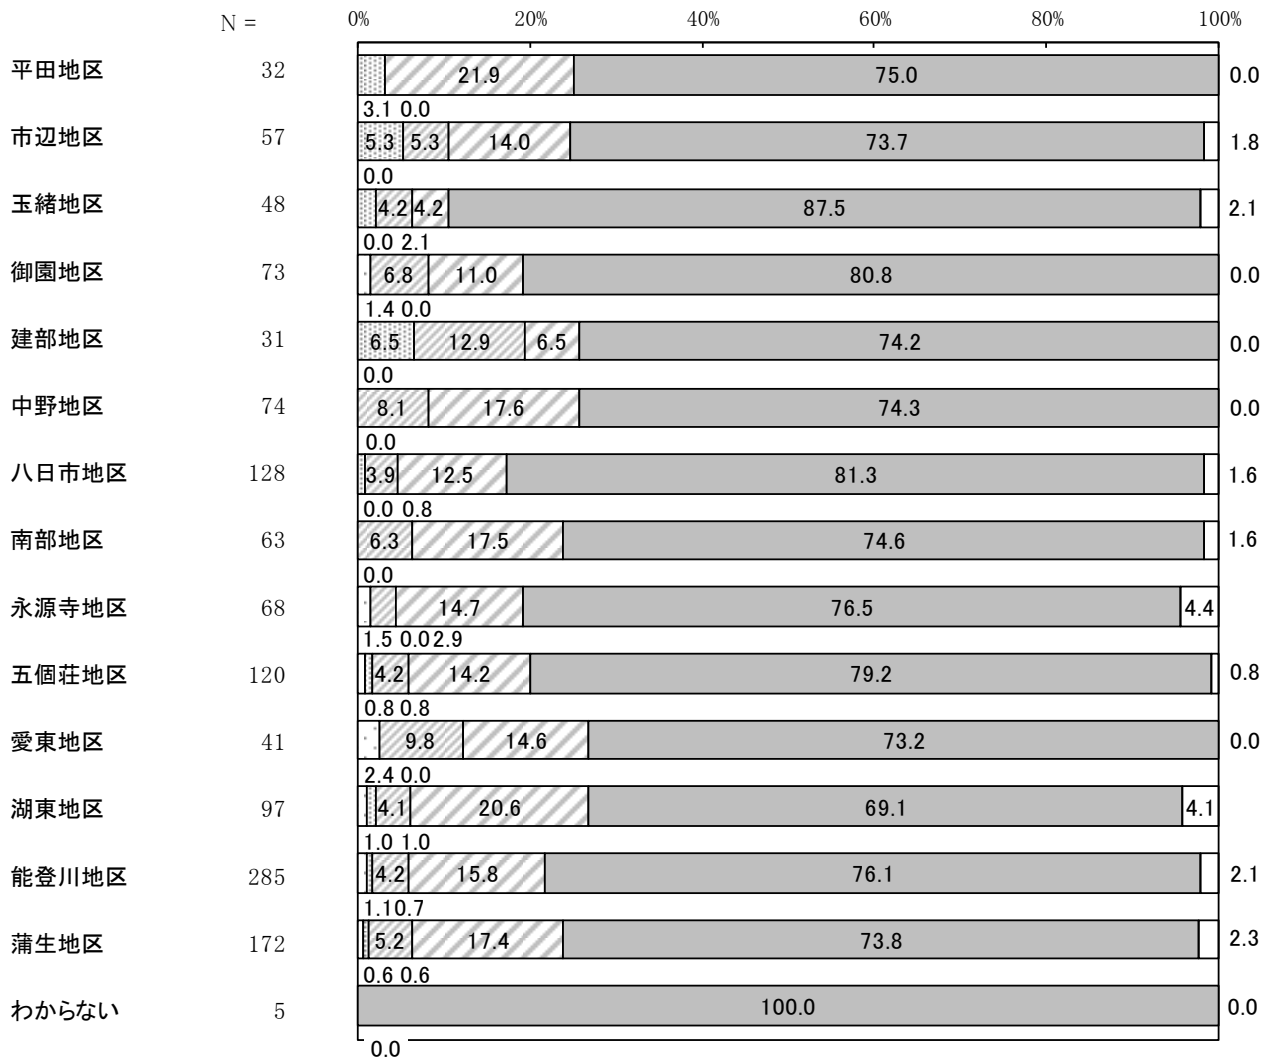 N = 0% 20% 40% 60% 80% 100%
平田地区 32 21.9 75.0 0.0
3.1 0.0
市辺地区 57 5.3 5.3 14.0 73.7 1.8
0.0
玉緒地区 48 4.2 4.2 87.5 2.1
0.0 2.1
御園地区 73 6.8 11.0 80.8 0.0
1.4 0.0
建部地区 31 6.5 12.9 6.5 74.2 0.0
0.0
中野地区 74 8.1 17.6 74.3 0.0
0.0
八日市地区 128 3.9 12.5 81.3 1.6
0.0 0.8
南部地区 63 6.3 17.5 74.6 1.6
0.0
永源寺地区 68 14.7 76.5 4.4
1.5 0.0 2.9
五個荘地区 120 4.2 14.2 79.2 0.8
0.8 0.8
愛東地区 41 9.8 14.6 73.2 0.0
2.4 0.0
湖東地区 97 4.1 20.6 69.1 4.1
1.0 1.0
能登川地区 285 4.2 15.8 76.1 2.1
1.1 0.7
蒲生地区 172 5.2 17.4 73.8 2.3
0.6 0.6
わからない 5 100.0 0.0
0.0